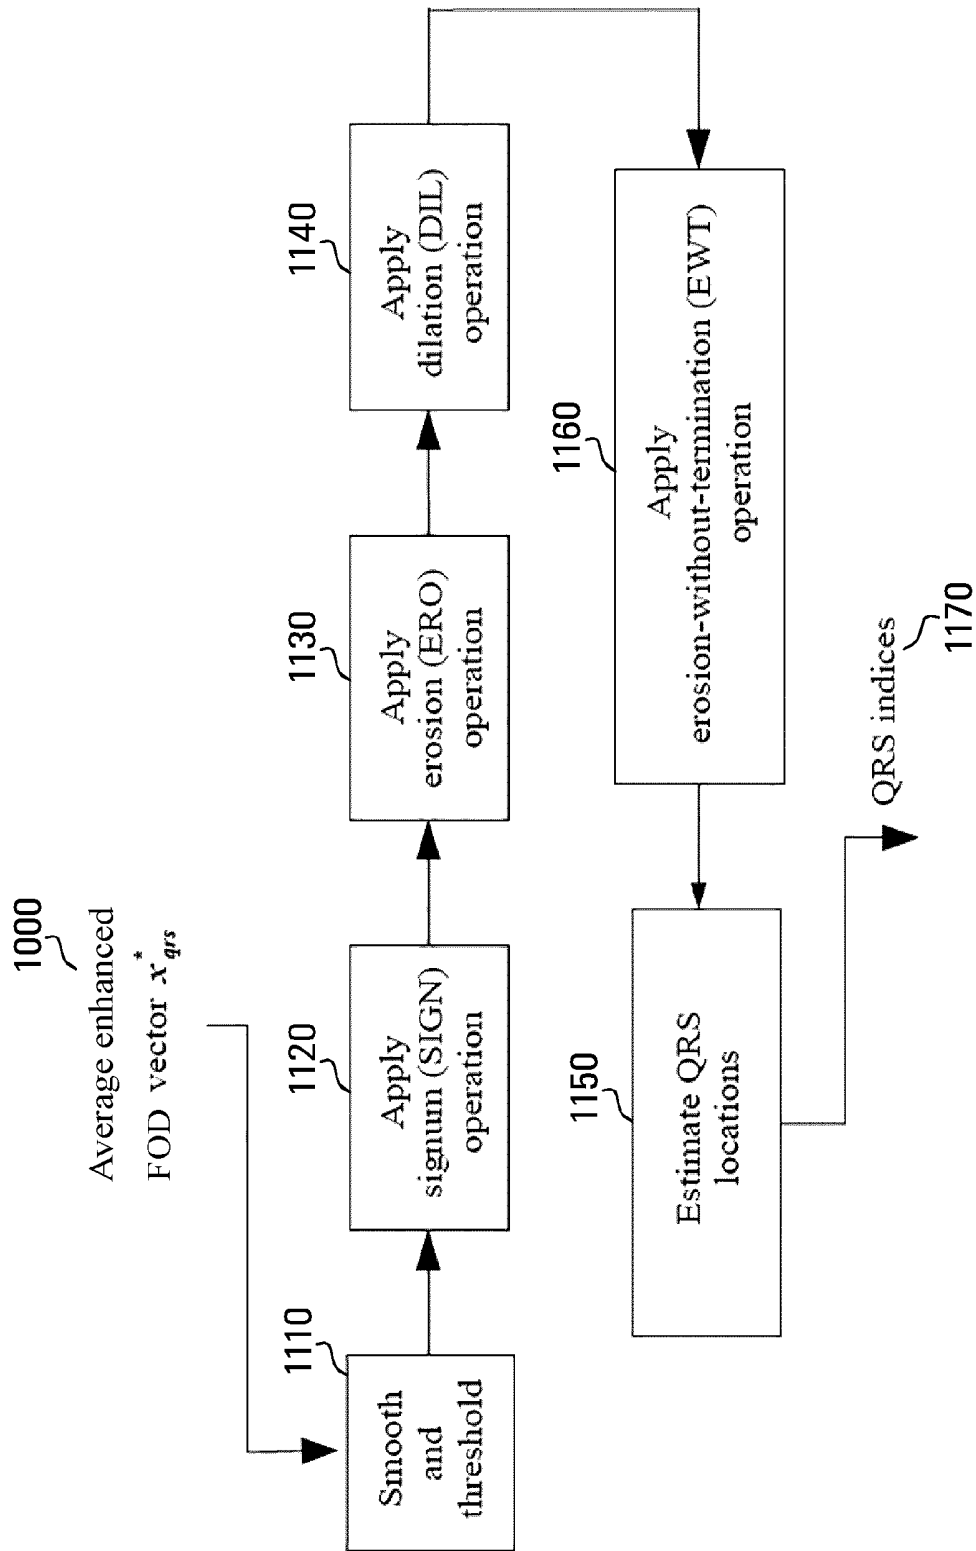 1000
Average enhanced
FOD vector x*qrs
1110
Smooth
and
threshold
1120
Apply
signum (SIGN)
operation
1130
Apply
erosion (ERO)
operation
1140
Apply
dilation (DIL)
operation
1160
Apply
erosion-without-termination (EWT)
operation
1150
Estimate QRS
locations
QRS indices
1170